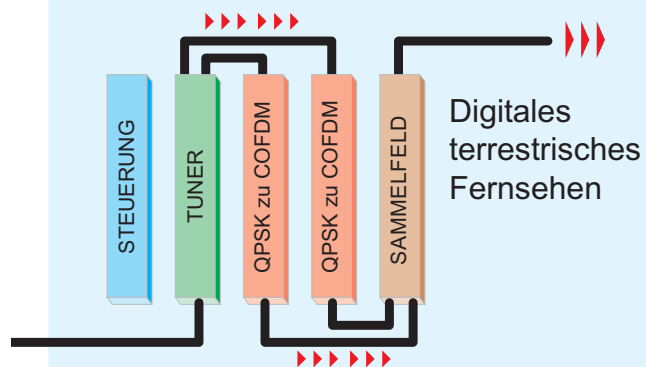 STEUERUNG
TUNER
QPSK zu COFDM
QPSK zu COFDM
SAMMELFELD
Digitales
terrestrisches
Fernsehen